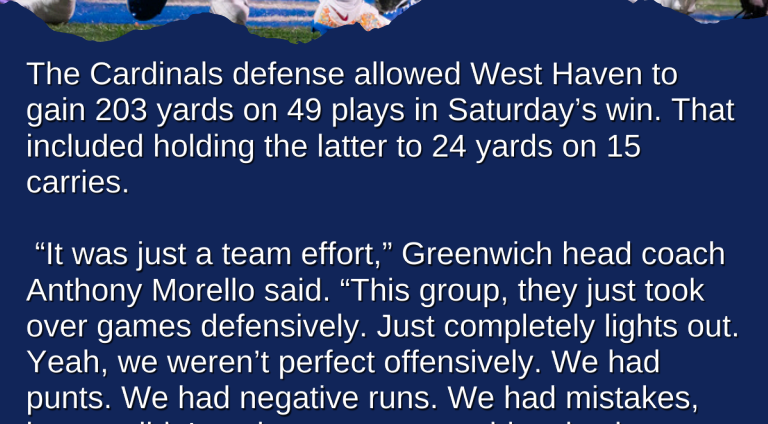 The Cardinals defense allowed West Haven to
gain 203 yards on 49 plays in Saturday’s win. That
included holding the latter to 24 yards on 15
carries.
“It was just a team effort,” Greenwich head coach
Anthony Morello said. “This group, they just took
over games defensively. Just completely lights out.
Yeah, we weren’t perfect offensively. We had
punts. We had negative runs. We had mistakes,